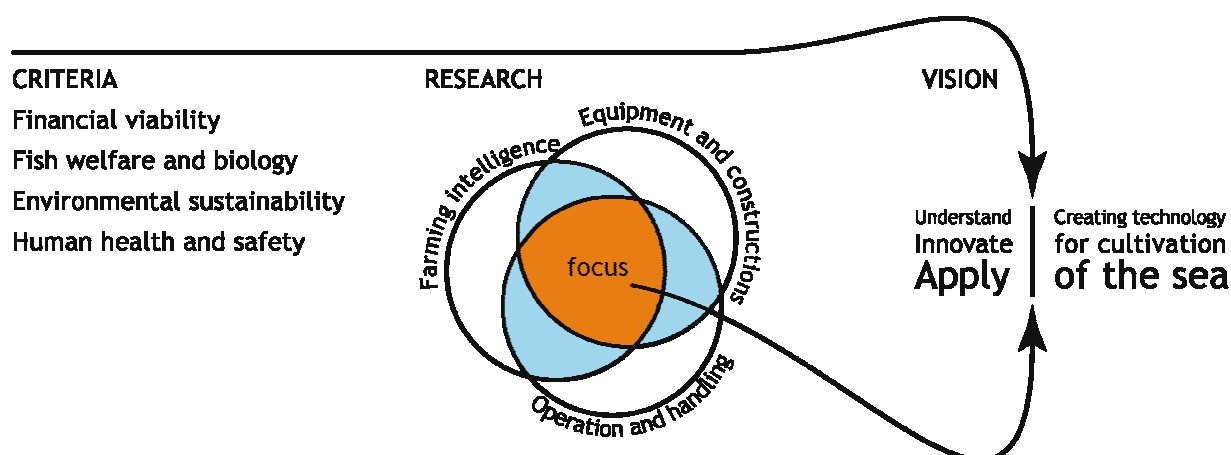 CRITERIA
Financial viability
Fish welfare and biology
Environmental sustainability
Human health and safety
RESEARCH
Farming intelligence
Equipment and constructions
focus
Operation and handling
VISION
Understand
Innovate
Apply
Creating technology
for cultivation
of the sea